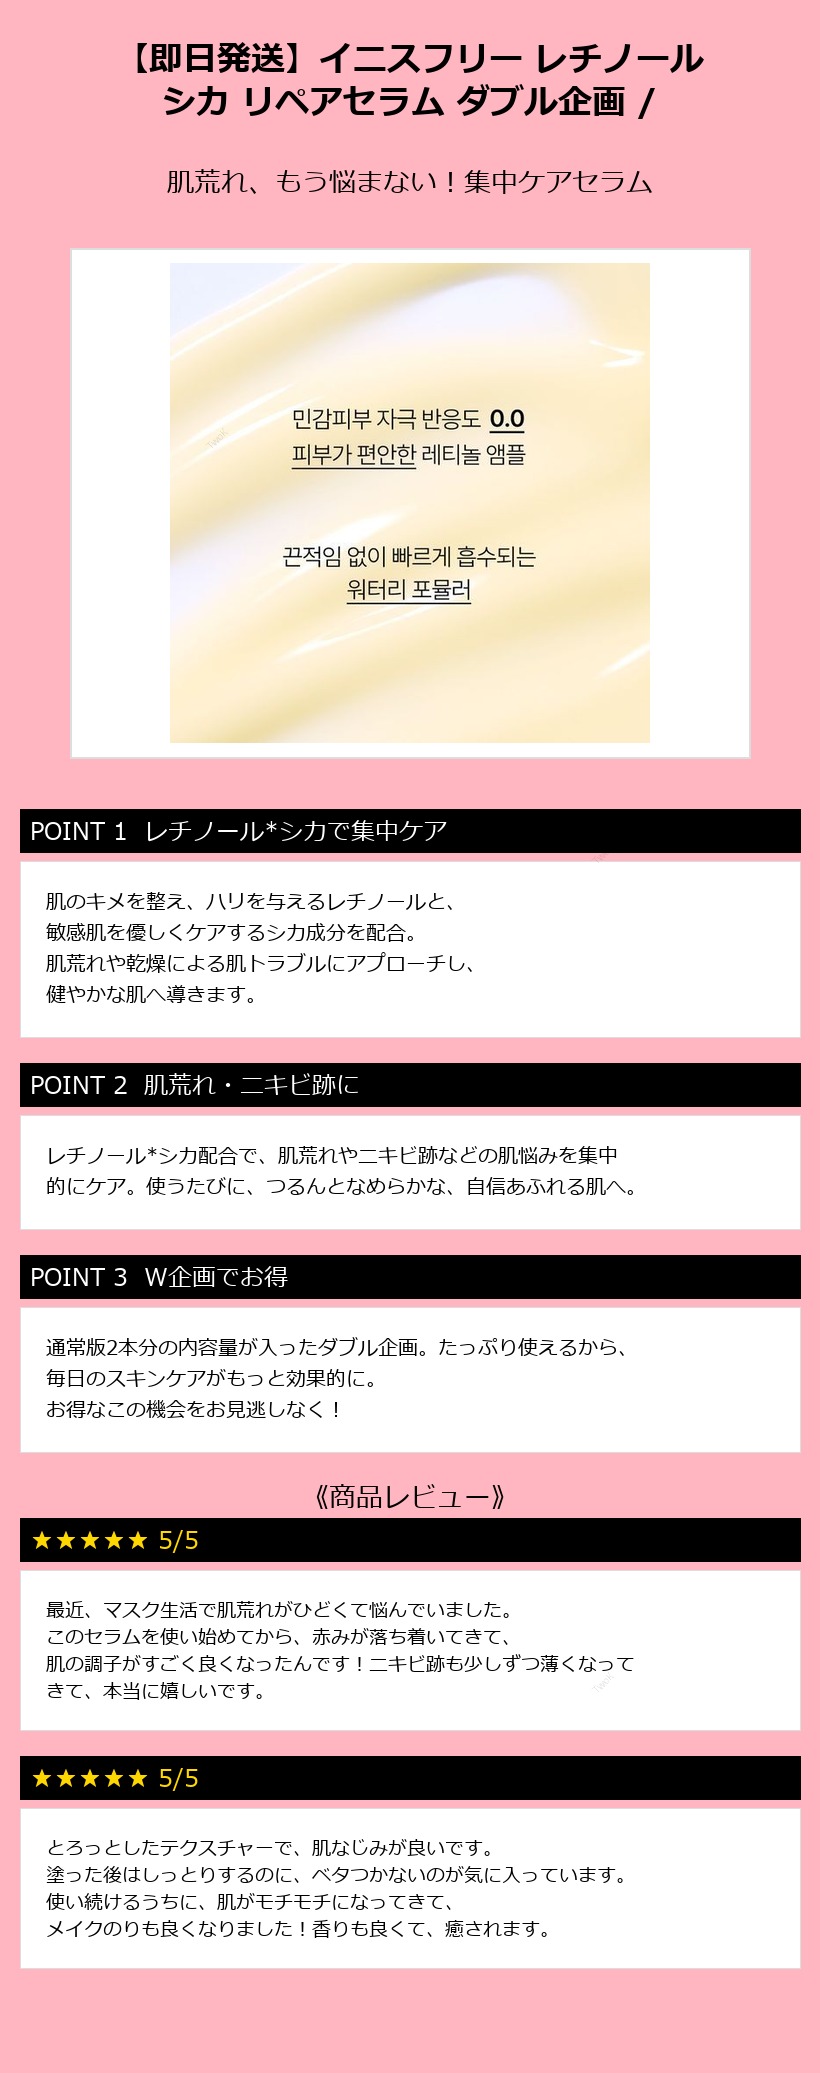 【即日発送】イニスフリー レチノール
シカ リペアセラム ダブル企画 /
肌荒れ、もう悩まない！集中ケアセラム
민감피부 자극 반응도 0.0
피부가 편안한 레티놀 앰플
끈적임 없이 빠르게 흡수되는
워터리 포뮬러
POINT 1 レチノール*シカで集中ケア
肌のキメを整え、ハリを与えるレチノールと、
敏感肌を優しくケアするシカ成分を配合。
肌荒れや乾燥による肌トラブルにアプローチし、
健やかな肌へ導きます。
POINT 2 肌荒れ・ニキビ跡に
レチノール*シカ配合で、肌荒れやニキビ跡などの肌悩みを集中
的にケア。使うたびに、つるんとなめらかな、自信あふれる肌へ。
POINT 3 W企画でお得
通常版2本分の内容量が入ったダブル企画。たっぷり使えるから、
毎日のスキンケアがもっと効果的に。
お得なこの機会をお見逃しなく！
《商品レビュー》
★★★★★ 5/5
最近、マスク生活で肌荒れがひどくて悩んでいました。
このセラムを使い始めてから、赤みが落ち着いてきて、
肌の調子がすごく良くなったんです！ニキビ跡も少しずつ薄くなって
きて、本当に嬉しいです。
★★★★★ 5/5
とろっとしたテクスチャーで、肌なじみが良いです。
塗った後はしっとりするのに、ベタつかないのが気に入っています。
使い続けるうちに、肌がモチモチになってきて、
メイクのりも良くなりました！香りも良くて、癒されます。